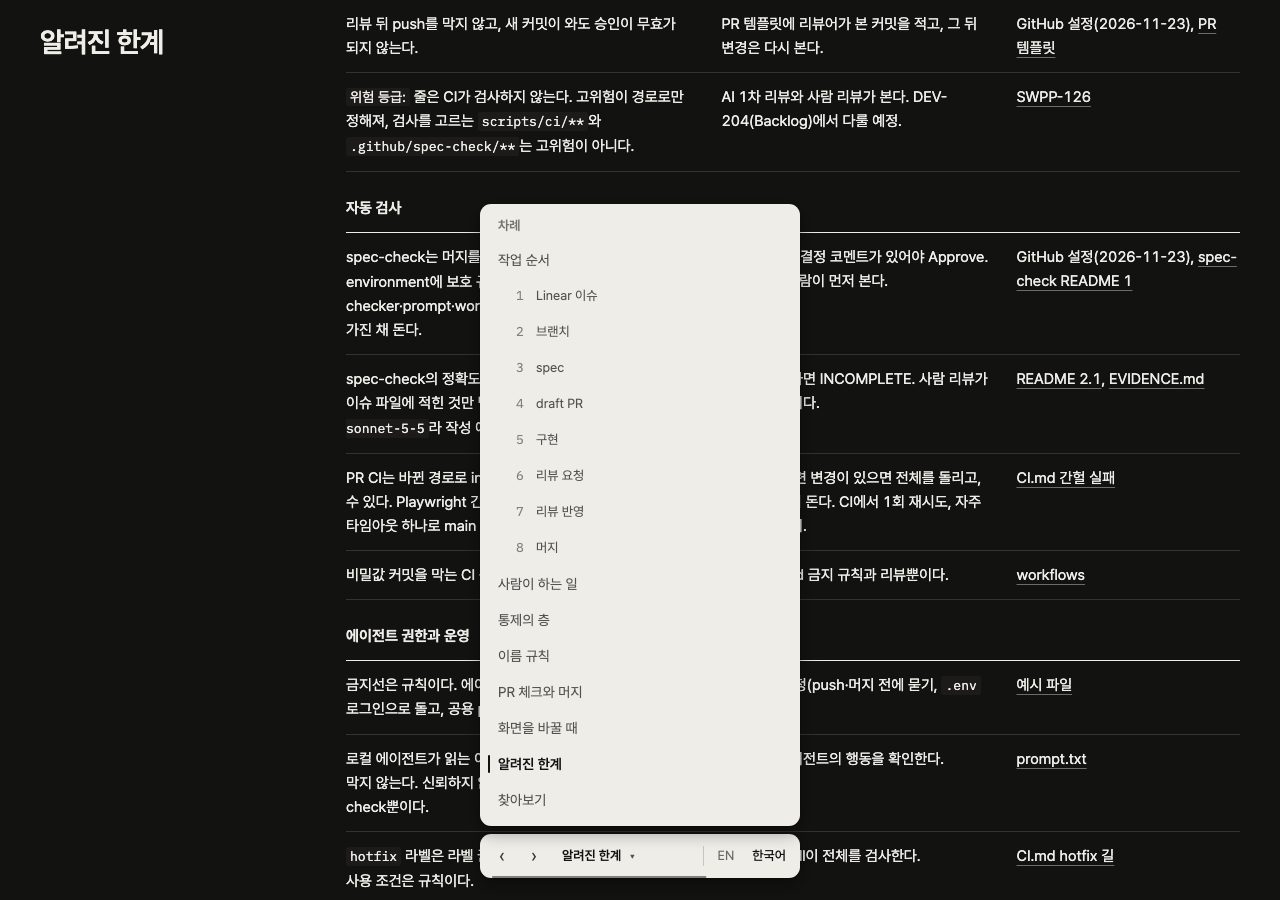 알려진 한계
리뷰 뒤 push를 막지 않고, 새 커밋이 와도 승인이 무효가
되지 않는다.
PR 템플릿에 리뷰어가 본 커밋을 적고, 그 뒤
변경은 다시 본다.
GitHub 설정(2026-11-23), PR
템플릿
위험 등급: 줄은 CI가 검사하지 않는다. 고위험이 경로로만
정해져, 검사를 고르는 scripts/ci/** 와
.github/spec-check/** 는 고위험이 아니다.
AI 1차 리뷰와 사람 리뷰가 본다. DEV-
204(Backlog)에서 다룰 예정.
SWPP-126
자동 검사
spec-check는 머지를
environment에 보호
checker·prompt·wor
가진 채 돈다.
결정 코멘트가 있어야 Approve.
람이 먼저 본다.
GitHub 설정(2026-11-23), spec-
check README 1
spec-check의 정확도
이슈 파일에 적힌 것만
sonnet-5-5 라 작성
면 INCOMPLETE. 사람 리뷰가
다.
README 2.1, EVIDENCE.md
PR CI는 바뀐 경로로 in
수 있다. Playwright 간
타임아웃 하나로 main
변경이 있으면 전체를 돌리고,
돈다. CI에서 1회 재시도, 자주
CI.md 간헐 실패
비밀값 커밋을 막는 CI
금지 규칙과 리뷰뿐이다.
workflows
에이전트 권한과 운영
금지선은 규칙이다. 에이
로그인으로 돌고, 공용
정(push·머지 전에 묻기, .env
예시 파일
로컬 에이전트가 읽는
막지 않는다. 신뢰하지
check뿐이다.
이전트의 행동을 확인한다.
prompt.txt
hotfix 라벨은 라벨
사용 조건은 규칙이다.
이 전체를 검사한다.
CI.md hotfix 길
차례
작업 순서
1 Linear 이슈
2 브랜치
3 spec
4 draft PR
5 구현
6 리뷰 요청
7 리뷰 반영
8 머지
사람이 하는 일
통제의 층
이름 규칙
PR 체크와 머지
화면을 바꿀 때
알려진 한계
찾아보기
‹ › 알려진 한계 ▾ EN 한국어